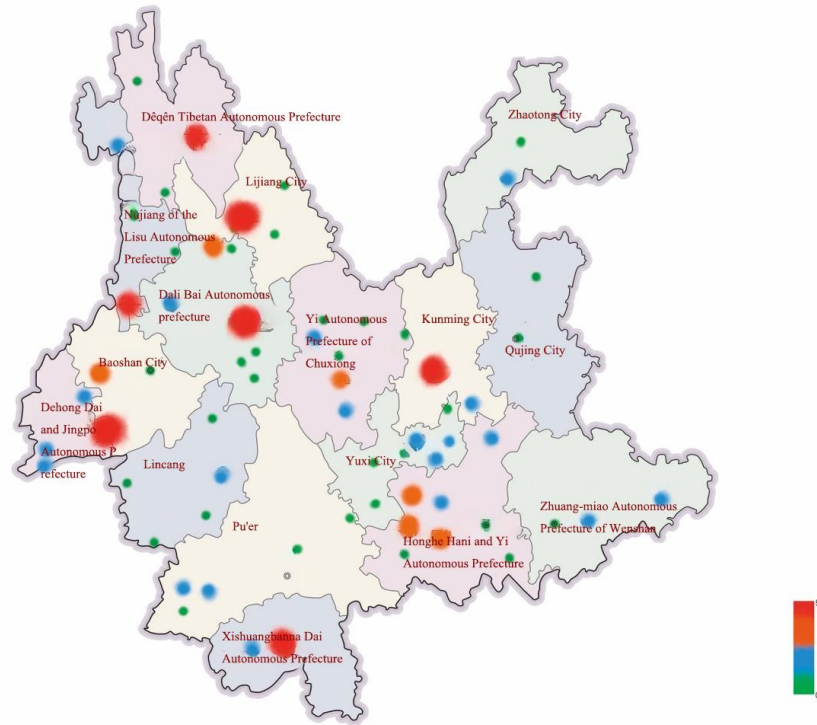 Dêqên Tibetan Autonomous Prefecture
Zhaotong City
Lijiang City
Nujiang of the
Lisu Autonomous
Prefecture
Dali Bai Autonomous
prefecture
Yi Autonomous
Prefecture of
Chuxiong
Kunming City
Qujing City
Baoshan City
Dehong Dai
and Jingpo
Autonomous P
refecture
Lincang
Yuxi City
Pu'er
Zhuang-miao Autonomous
Prefecture of Wenshan
Honghe Hani and Yi
Autonomous Prefecture
Xishuangbanna Dai
Autonomous Prefecture